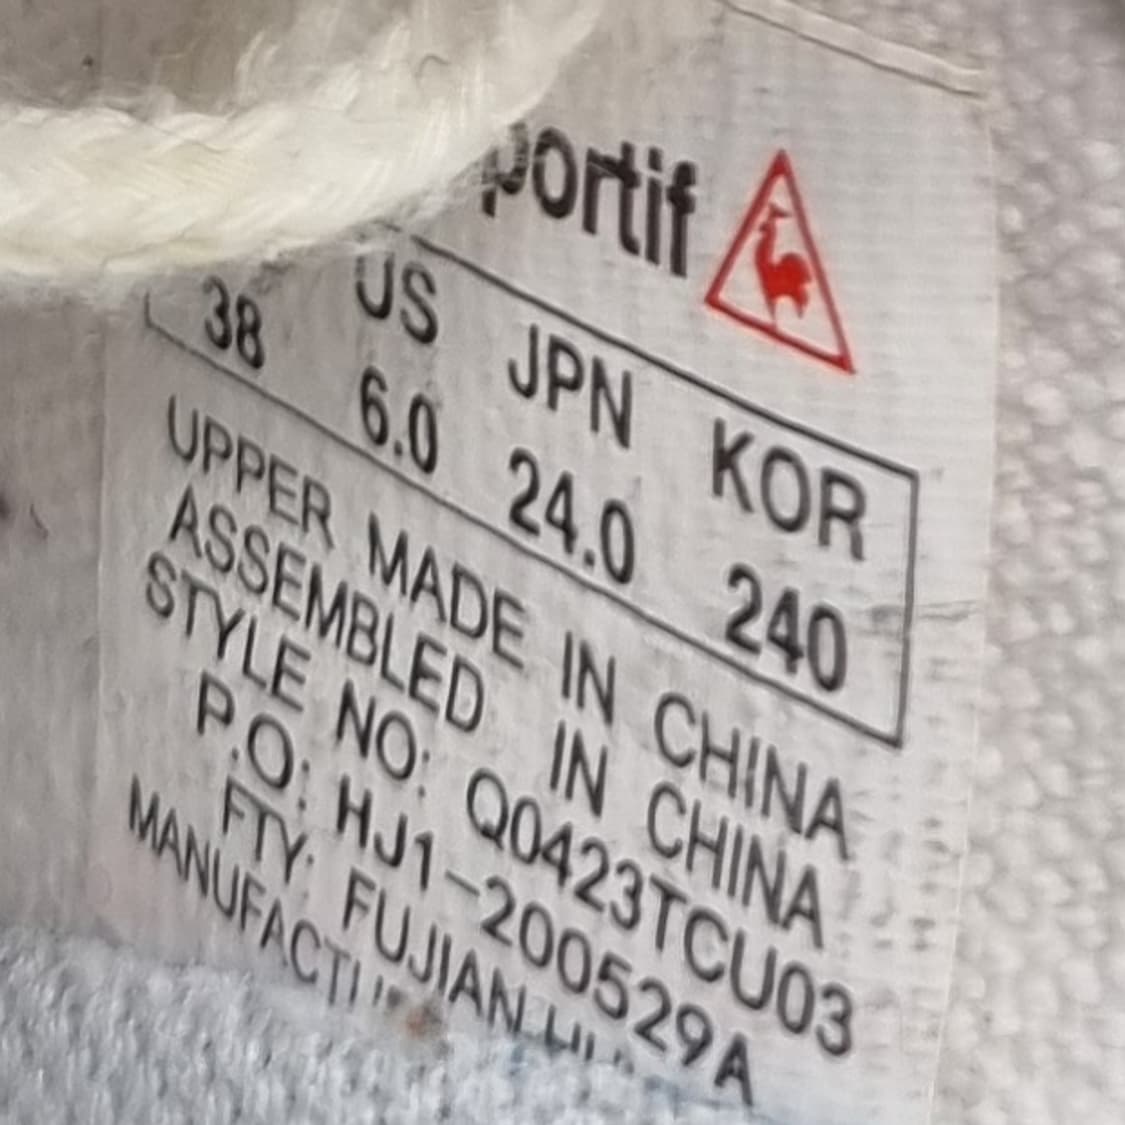 portif
US JPN KOR
38 6.0 24.0 240
UPPER MADE IN CHINA
ASSEMBLED IN CHINA
STYLE NO: Q0423TCU03
P.O: HJ1-200529A
FTY: FUJIAN